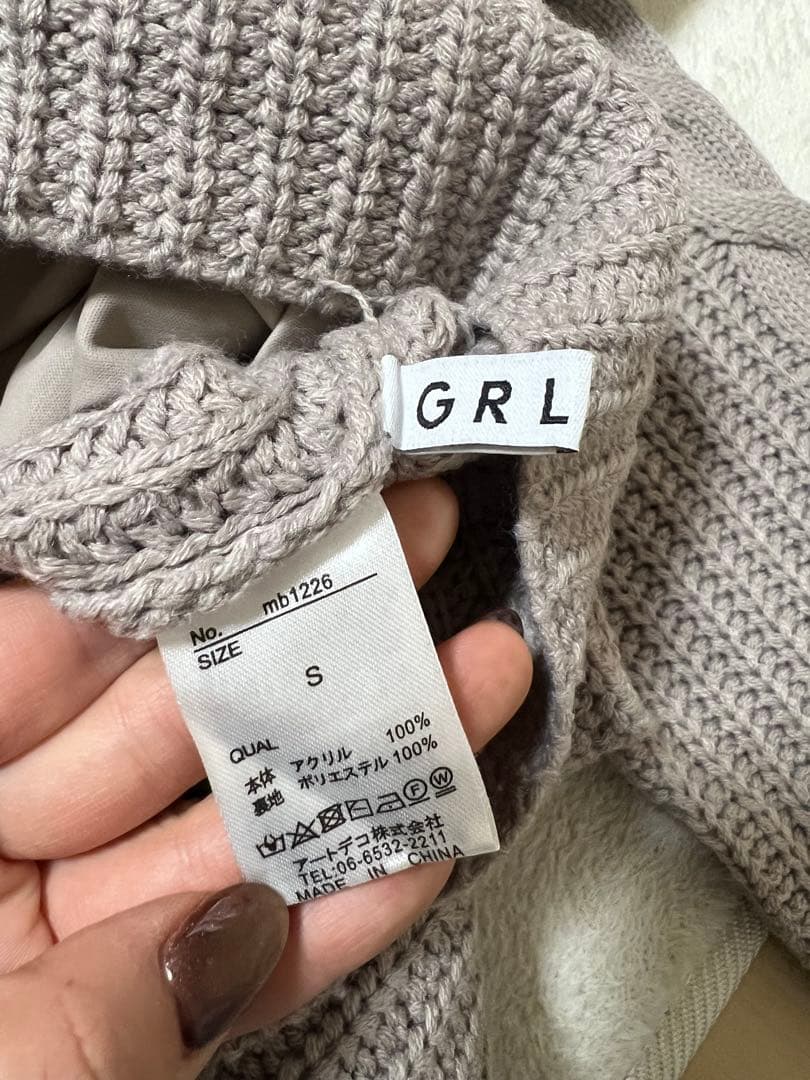 GRL
No. mb1226
SIZE
S
QUAL
本体 アクリル 100%
裏地 ポリエステル 100%
F W
アートデコ株式会社
TEL:06-6532-2211
MADE IN CHINA